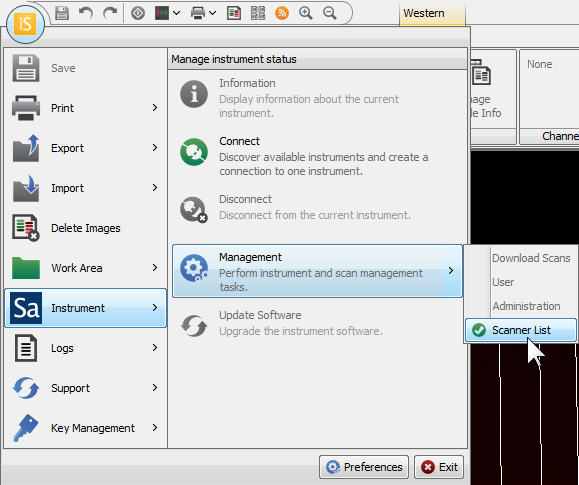 iS
Western
Save
Print
Export
Import
Delete Images
Work Area
Sa
Instrument
Logs
Support
Key Management
Manage instrument status
Information
Display information about the current
instrument.
Connect
Discover available instruments and create a
connection to one instrument.
Disconnect
Disconnect from the current instrument.
Management
Perform instrument and scan management
tasks.
Update Software
Upgrade the instrument software.
Download Scans
User
Administration
Scanner List
None
Info
Preferences
Exit